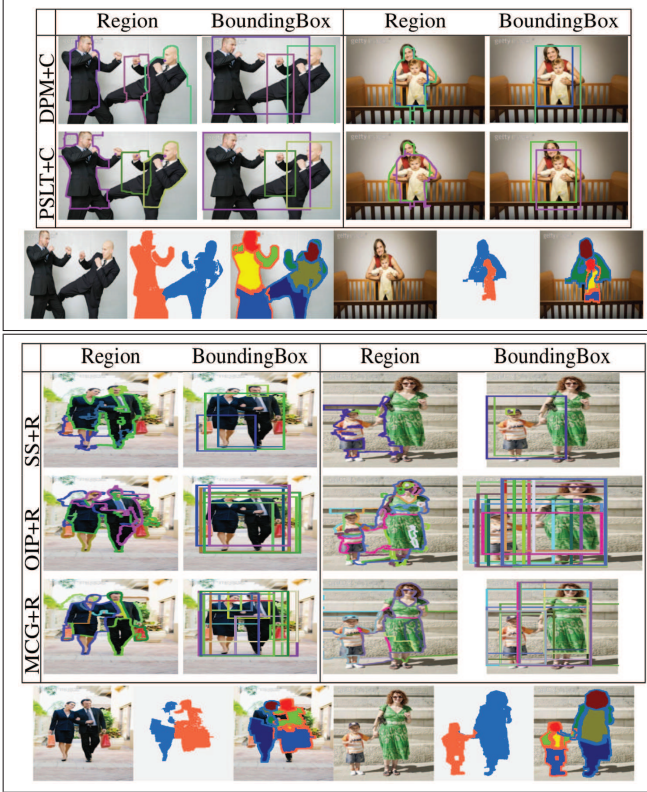 Region BoundingBox Region BoundingBox
DPM+C
PSLT+C
Region BoundingBox Region BoundingBox
SS+R
OIP+R
MCG+R